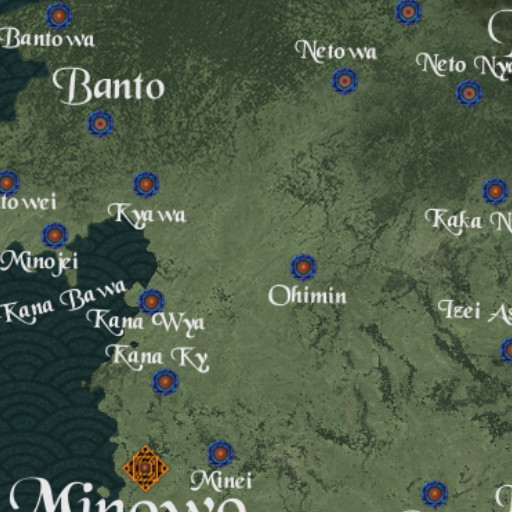 Bantowa
Netowa
Neto Nya
Banto
towei
Kyawa
Kaka N
Minojei
Kana Bawa
Ohimin
Kana Wya
Izei As
Kana Ky
Minei
Minowo